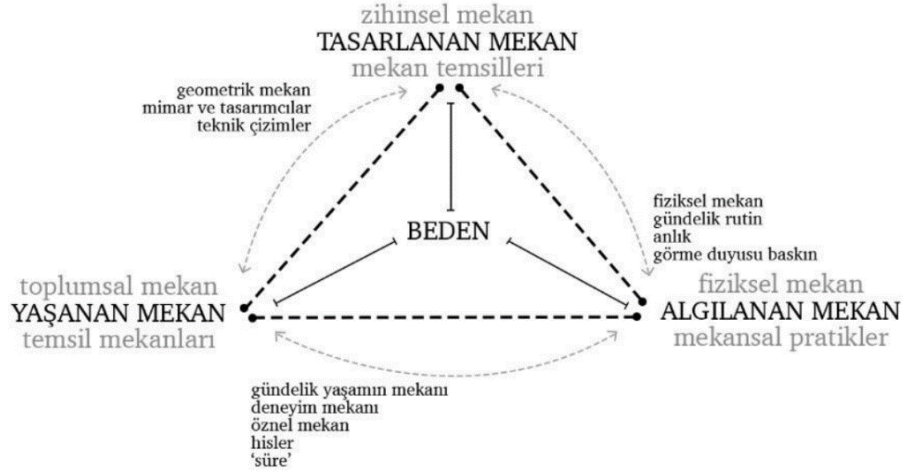 zihinsel mekan
TASARLANAN MEKAN
mekan temsilleri
geometrik mekan
mimar ve tasarımcılar
teknik çizimler
fiziksel mekan
gündelik rutin
anlık
görme duyusu baskın
BEDEN
toplumsal mekan
YAŞANAN MEKAN
temsil mekanları
fiziksel mekan
ALGILANAN MEKAN
mekansal pratikler
gündelik yaşamın mekanı
deneyim mekanı
öznel mekan
hisler
‘süre’